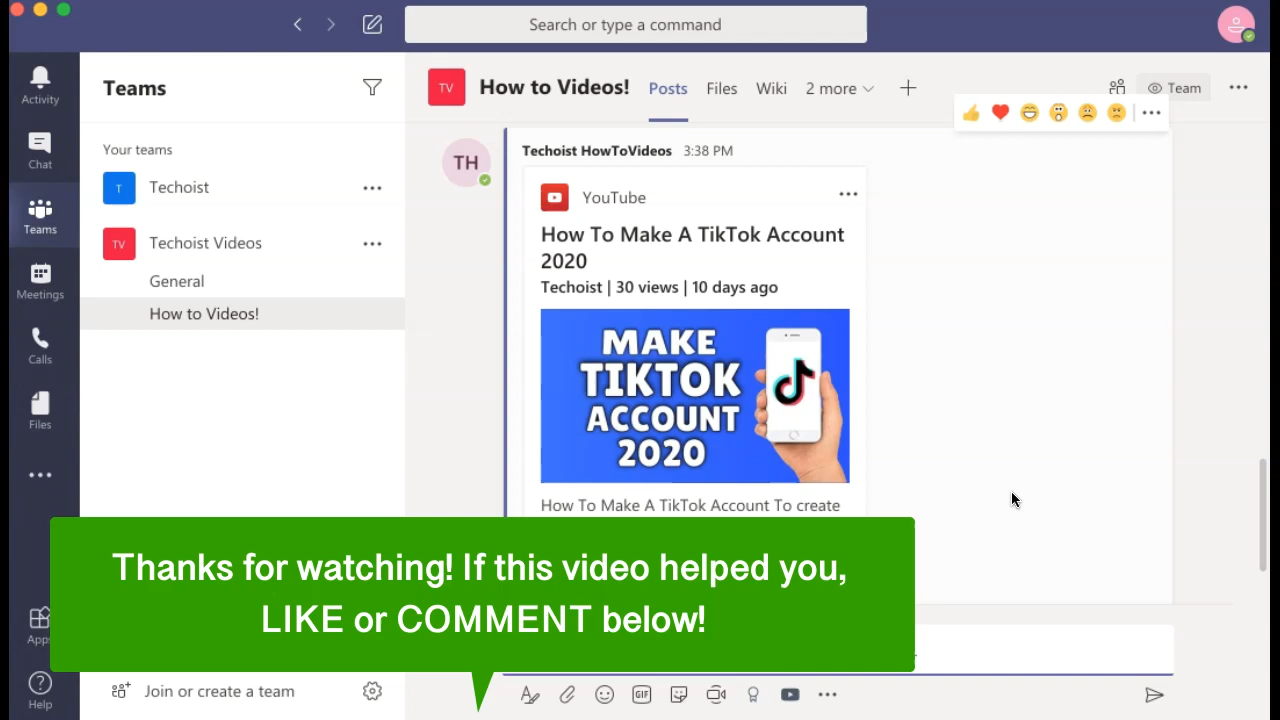 Search or type a command
Activity
Chat
Teams
Meetings
Calls
Files
Apps
Help
Teams
Your teams
T
Techoist
TV
Techoist Videos
General
How to Videos!
Join or create a team
TV
How to Videos!
Posts
Files
Wiki
2 more
Team
TH
Techoist HowToVideos 3:38 PM
YouTube
How To Make A TikTok Account
2020
Techoist | 30 views | 10 days ago
MAKE
TIKTOK
ACCOUNT
2020
How To Make A TikTok Account To create
Thanks for watching! If this video helped you,
LIKE or COMMENT below!
GIF